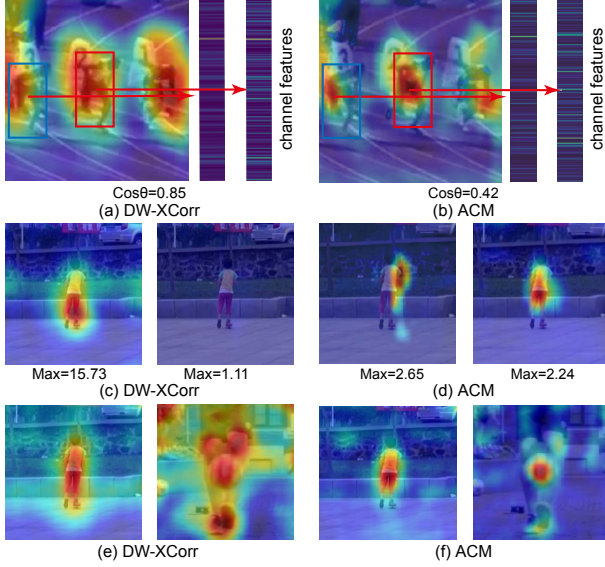 channel features
channel features
Cosθ=0.85
Cosθ=0.42
(a) DW-XCorr
(b) ACM
Max=15.73
Max=1.11
Max=2.65
Max=2.24
(c) DW-XCorr
(d) ACM
(e) DW-XCorr
(f) ACM